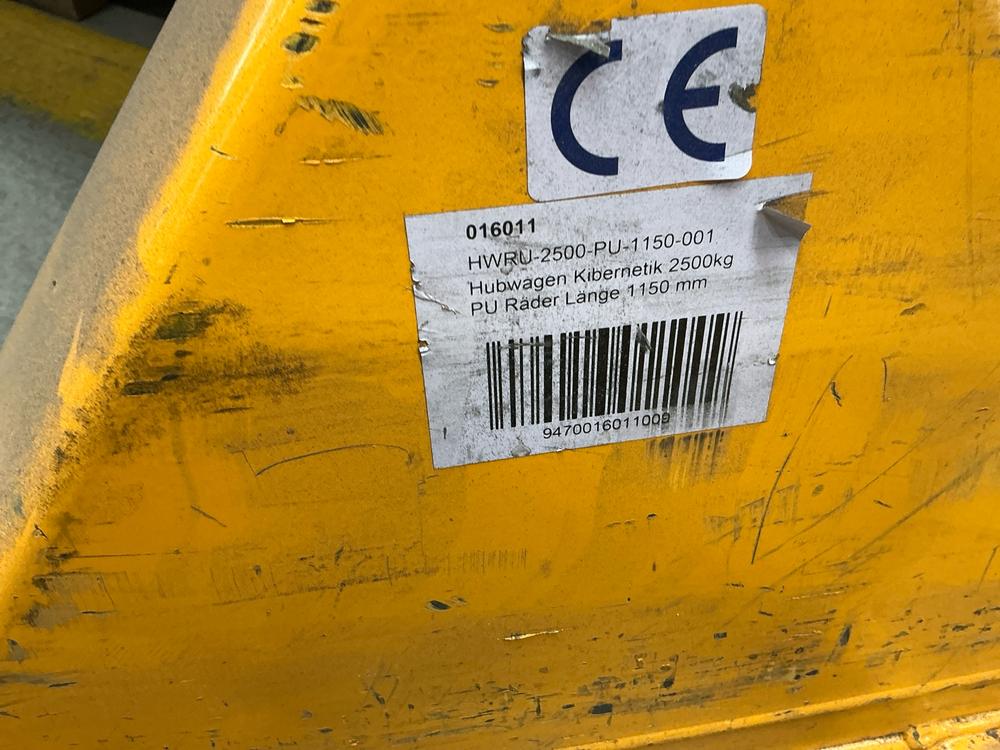 CE
016011
HWRU-2500-PU-1150-001
Hubwagen Kibernetik 2500kg
PU Räder Länge 1150 mm
9470016011009